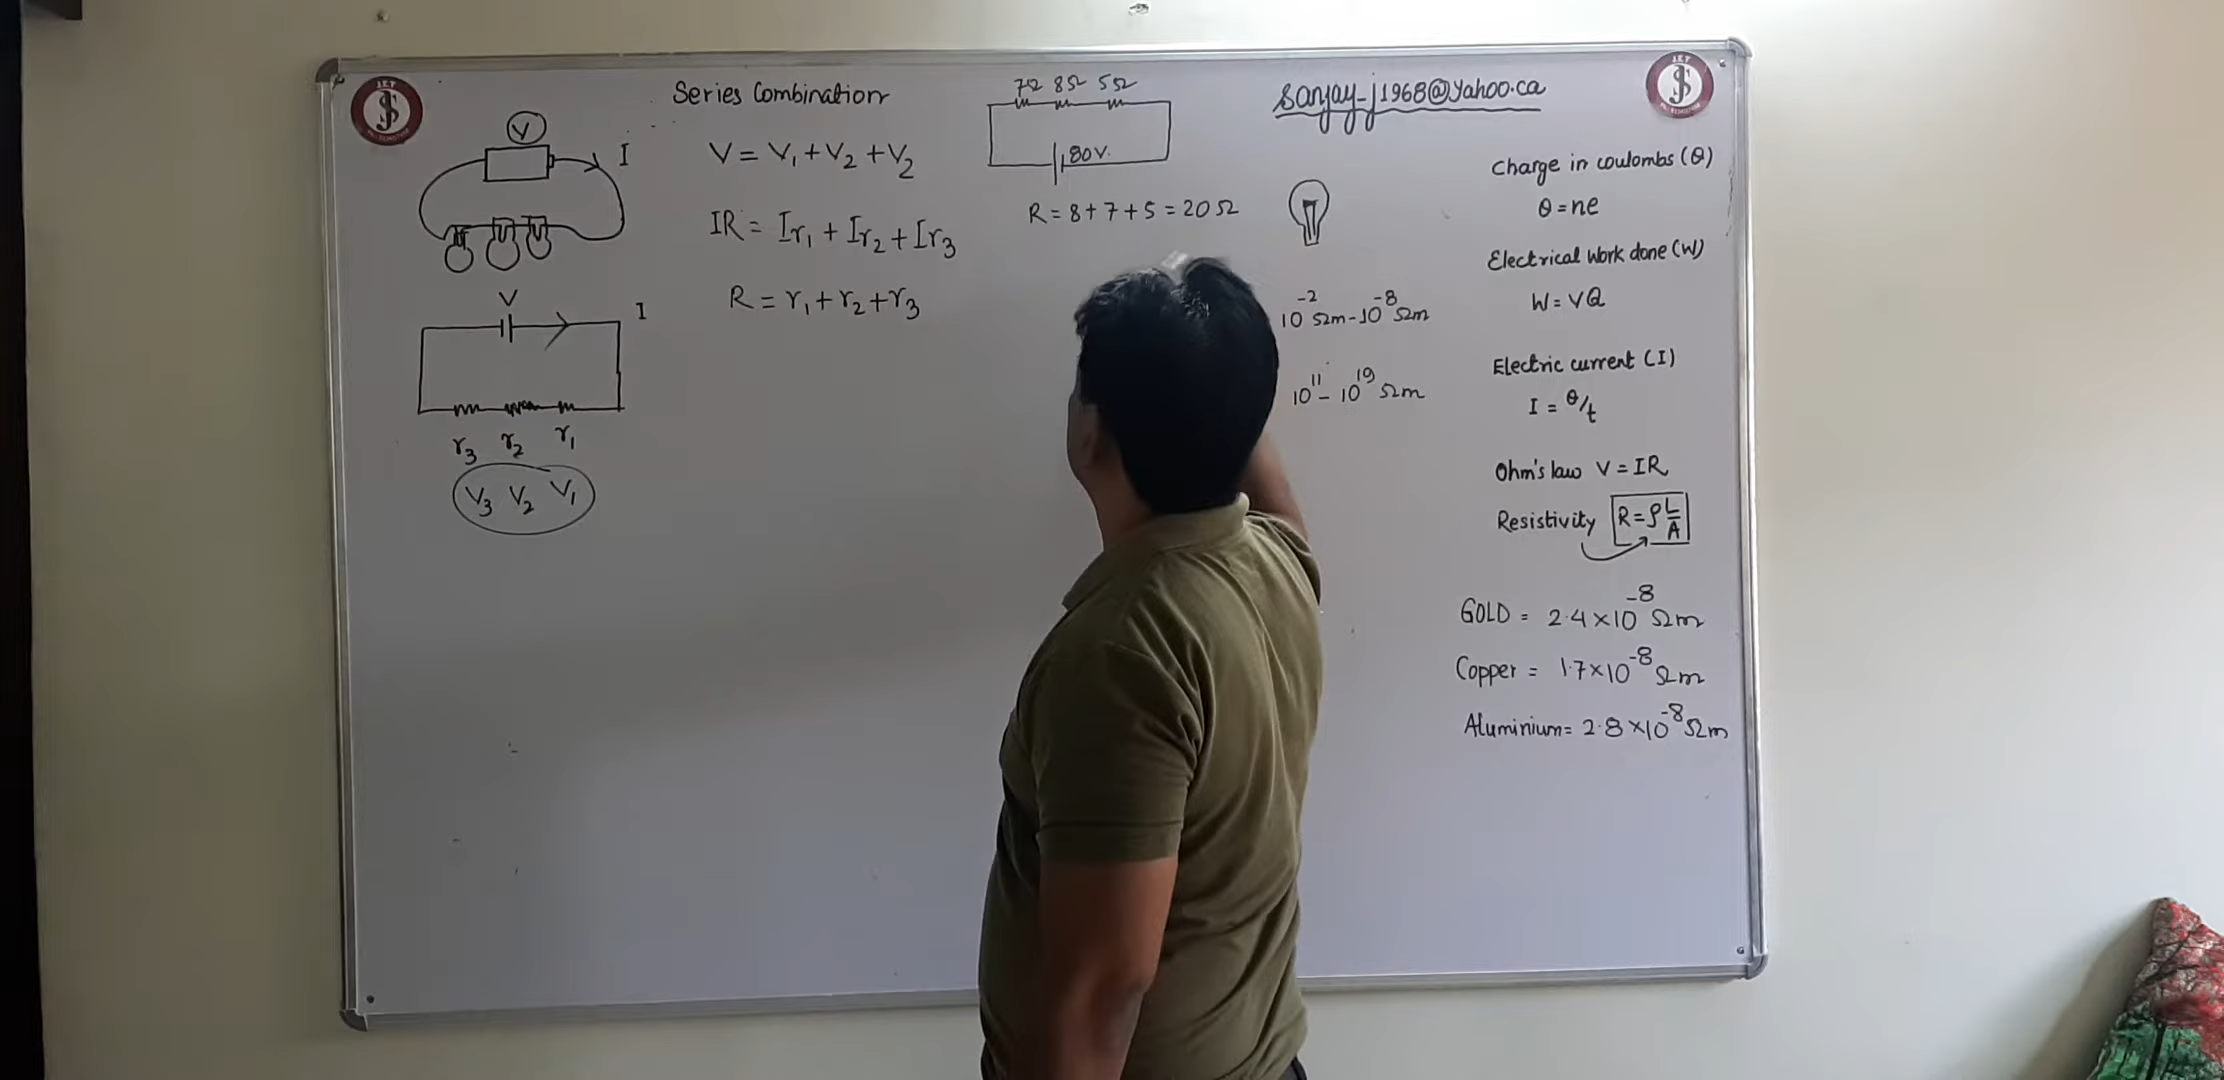 Series Combination
V
I
V = V₁ + V₂ + V₂
IR = Ir₁ + Ir₂ + Ir₃
R = r₁ + r₂ + r₃
V
I
r₃ r₂ r₁
V₃ V₂ V₁
7Ω 8Ω 5Ω
80V.
R = 8 + 7 + 5 = 20Ω
sanjay_j1968@yahoo.ca
10⁻² Ωm - 10⁻⁸ Ωm
10¹¹ - 10¹⁹ Ωm
Charge in coulombs (Q)
Q = ne
Electrical work done (W)
W = VQ
Electric current (I)
I = Q/t
Ohm's law V = IR
Resistivity R = ρ L/A
GOLD = 2.4 × 10⁻⁸ Ωm
Copper = 1.7 × 10⁻⁸ Ωm
Aluminium = 2.8 × 10⁻⁸ Ωm